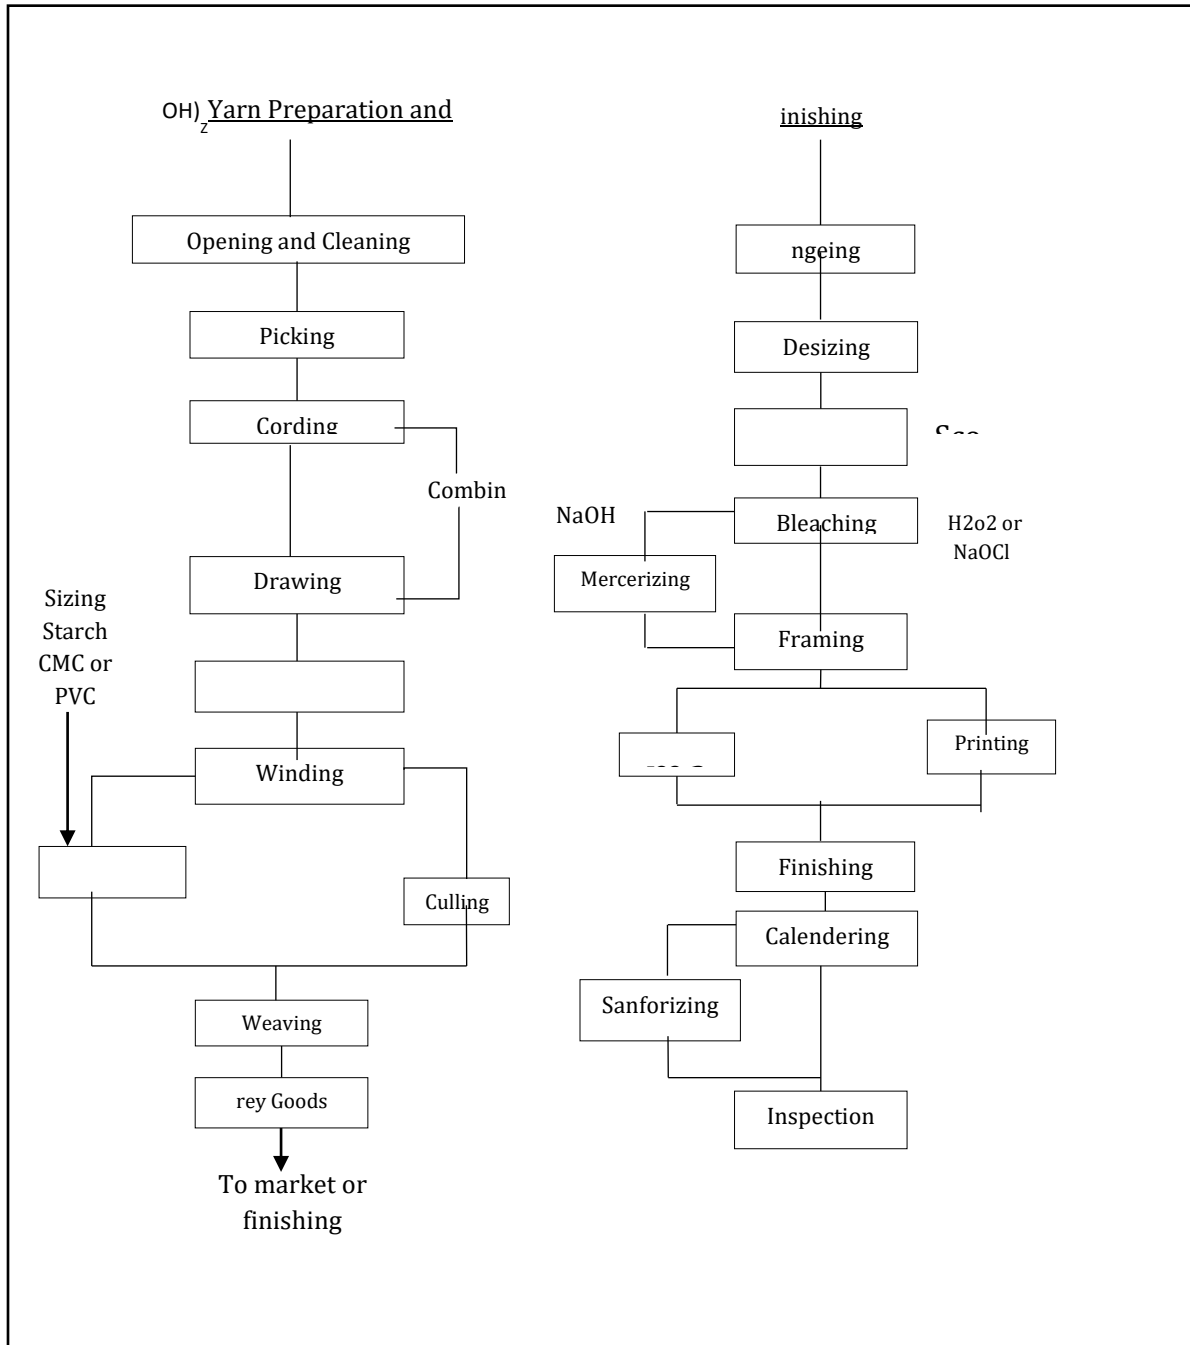 OH)z Yarn Preparation and
Opening and Cleaning
Picking
Cording
Combin
Drawing
Sizing
Starch
CMC or
PVC
Winding
Culling
Weaving
rey Goods
To market or
finishing
inishing
ngeing
Desizing
Sco
NaOH
Bleaching
H2o2 or
NaOCl
Mercerizing
Framing
Printing
Finishing
Calendering
Sanforizing
Inspection